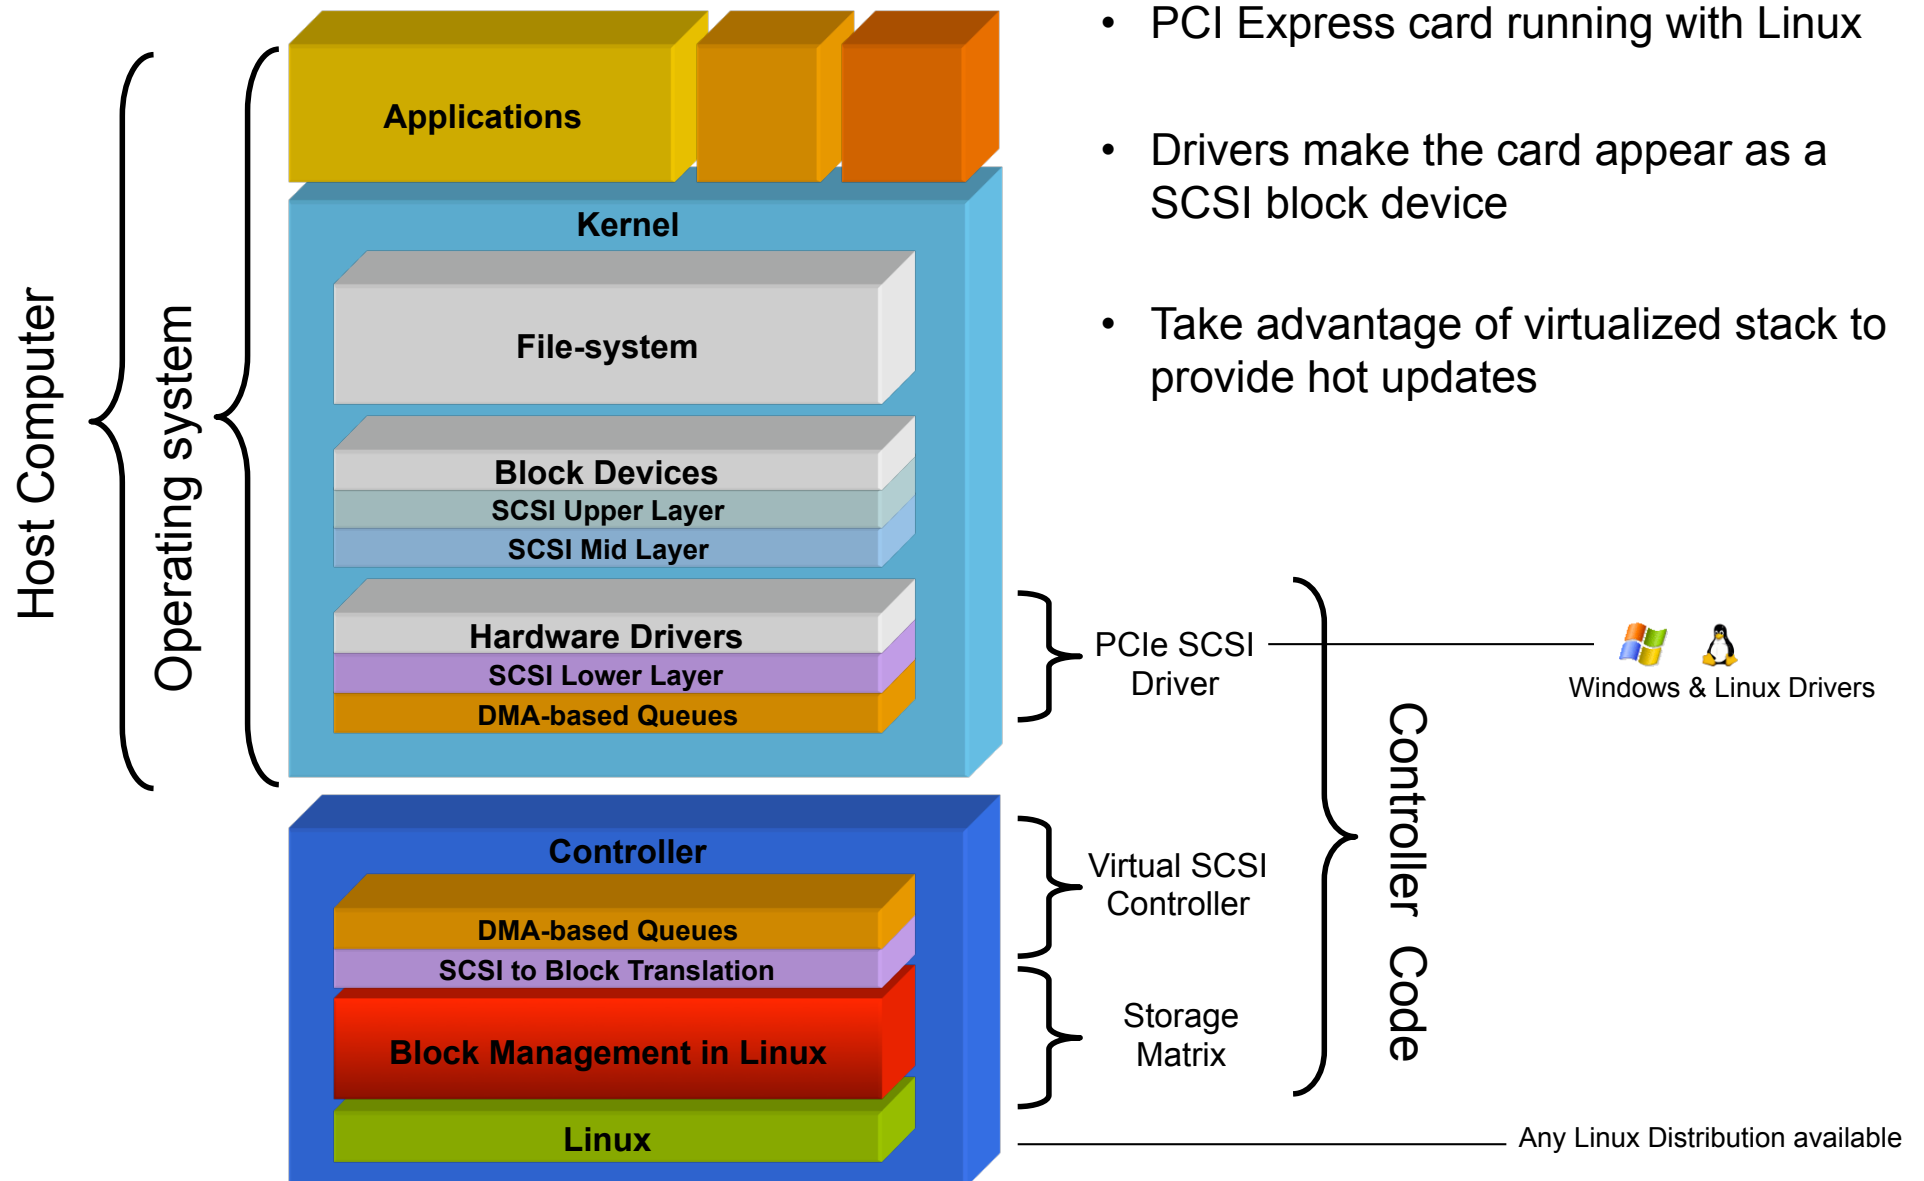 • PCI Express card running with Linux
• Drivers make the card appear as a
SCSI block device
• Take advantage of virtualized stack to
provide hot updates
Host Computer
Operating system
Applications
Kernel
File-system
Block Devices
SCSI Upper Layer
SCSI Mid Layer
Hardware Drivers
SCSI Lower Layer
DMA-based Queues
PCIe SCSI
Driver
Windows & Linux Drivers
Controller
DMA-based Queues
SCSI to Block Translation
Block Management in Linux
Linux
Virtual SCSI
Controller
Storage
Matrix
Controller Code
Any Linux Distribution available